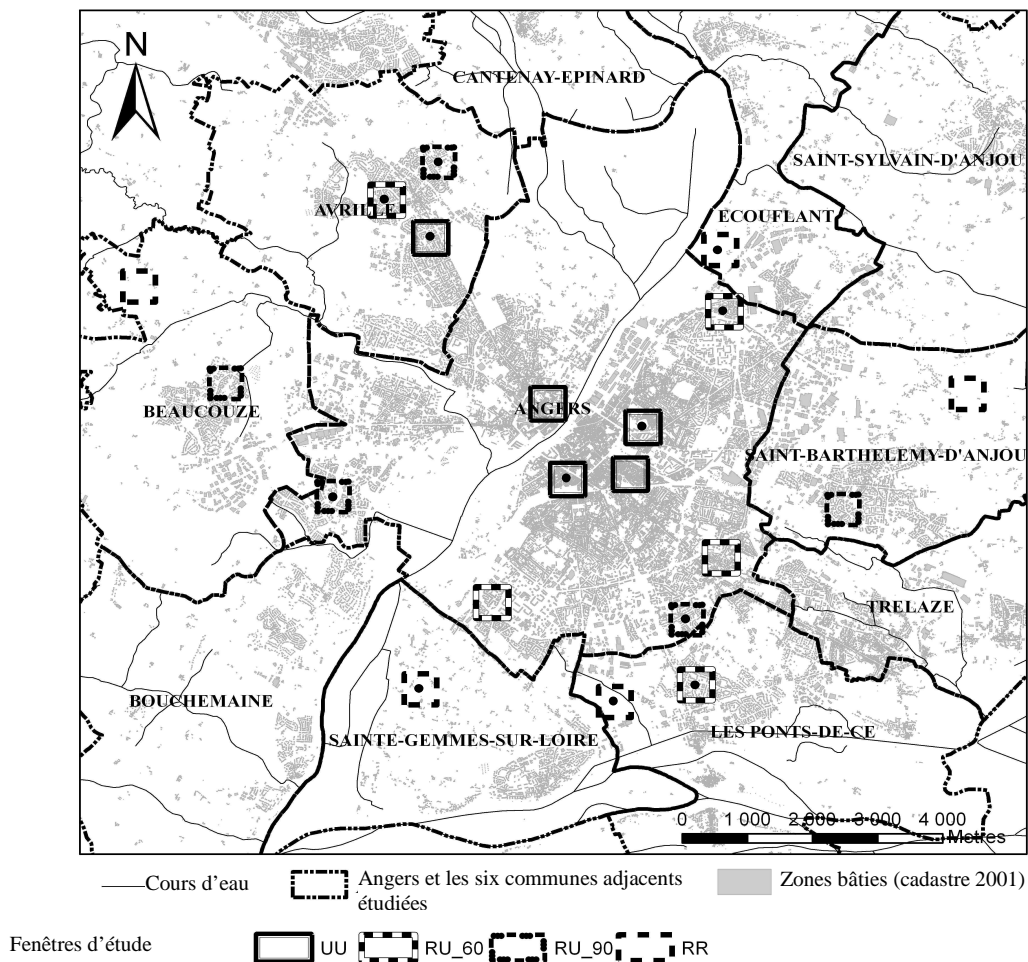 N
CANTENAY-EPINARD
SAINT-SYLVAIN-D'ANJOU
AVRILLE
ECOUFLANT
BEAUCOUZE
ANGERS
SAINT-BARTHELEMY-D'ANJOU
TRELAZE
BOUCHEMAINE
SAINTE-GEMMES-SUR-LOIRE
LES PONTS-DE-CE
0 1 000 2 000 3 000 4 000
Metres
Cours d'eau
Angers et les six communes adjacents
étudiées
Zones bâties (cadastre 2001)
Fenêtres d'étude
UU
RU_60
RU_90
RR